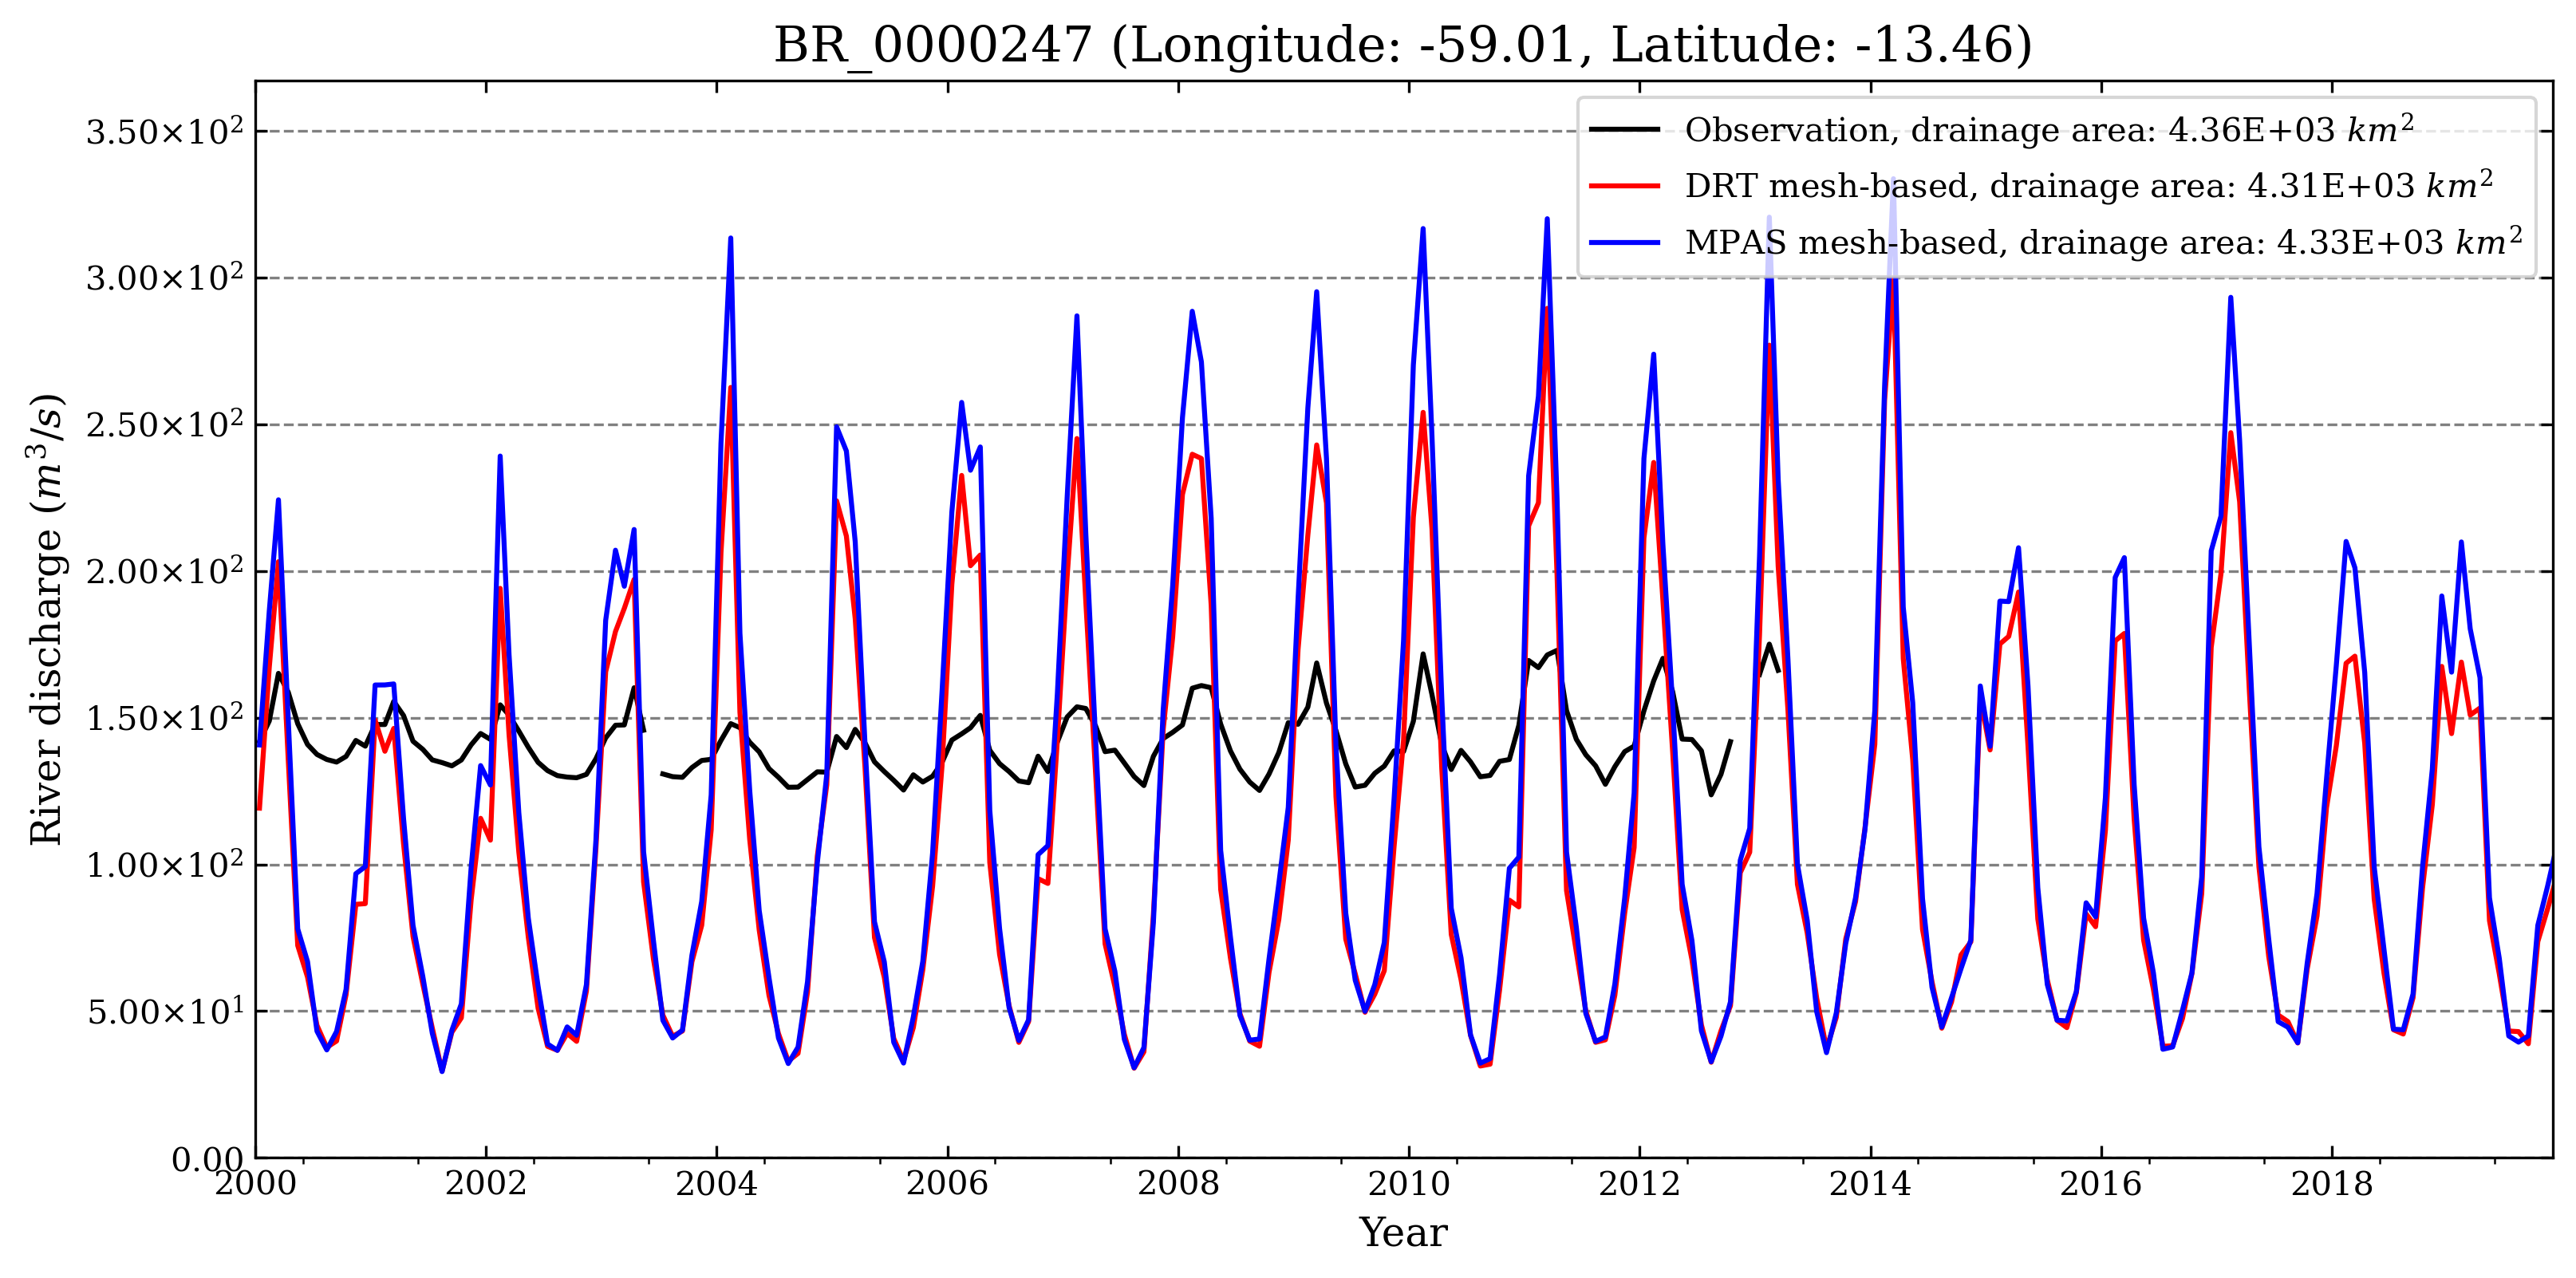 BR_0000247 (Longitude: -59.01, Latitude: -13.46)
River discharge (m³/s)
3.50×10²
3.00×10²
2.50×10²
2.00×10²
1.50×10²
1.00×10²
5.00×10¹
0.00
Observation, drainage area: 4.36E+03 km²
DRT mesh-based, drainage area: 4.31E+03 km²
MPAS mesh-based, drainage area: 4.33E+03 km²
2000 2002 2004 2006 2008 2010 2012 2014 2016 2018
Year